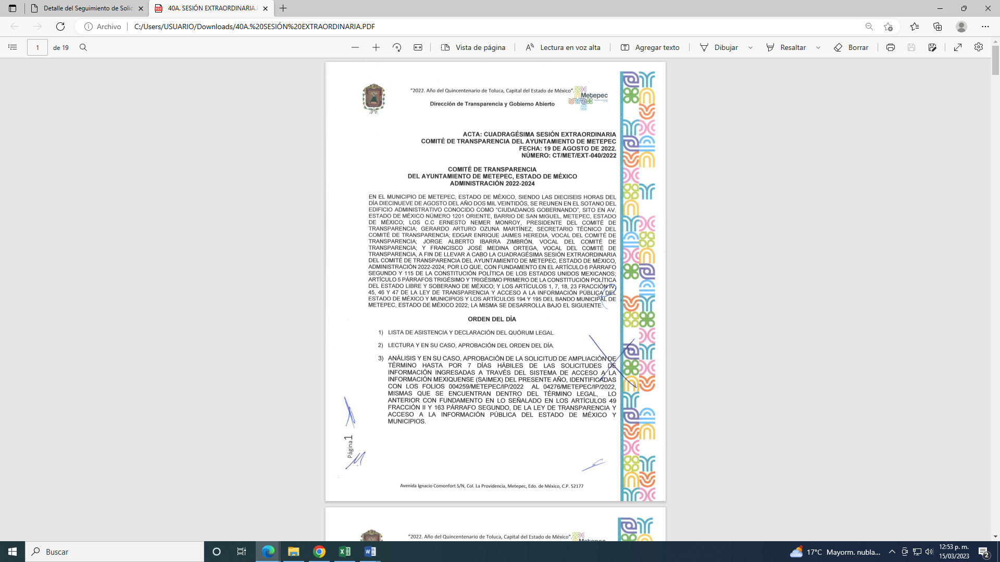 Detalle del Seguimiento de Solic
40A. SESIÓN EXTRAORDINARIA.
Archivo
C:/Users/USUARIO/Downloads/40A.%20SESIÓN%20EXTRAORDINARIA.PDF
1 de 19
Vista de página
Lectura en voz alta
Agregar texto
Dibujar
Resaltar
Borrar
“2022. Año del Quincentenario de Toluca, Capital del Estado de México”.
Metepec
Dirección de Transparencia y Gobierno Abierto
ACTA: CUADRAGÉSIMA SESIÓN EXTRAORDINARIA
COMITÉ DE TRANSPARENCIA DEL AYUNTAMIENTO DE METEPEC
FECHA: 19 DE AGOSTO DE 2022.
NÚMERO: CT/MET/EXT-040/2022
COMITÉ DE TRANSPARENCIA
DEL AYUNTAMIENTO DE METEPEC, ESTADO DE MÉXICO
ADMINISTRACIÓN 2022-2024
EN EL MUNICIPIO DE METEPEC, ESTADO DE MÉXICO, SIENDO LAS DIECISEIS HORAS DEL
DÍA DIECINUEVE DE AGOSTO DEL AÑO DOS MIL VEINTIDÓS, SE REUNEN EN EL SOTANO DEL
EDIFICIO ADMINISTRATIVO CONOCIDO COMO “CIUDADANOS GOBERNANDO”, SITO EN AV.
ESTADO DE MÉXICO NÚMERO 1201 ORIENTE, BARRIO DE SAN MIGUEL, METEPEC, ESTADO
DE MÉXICO; LOS C.C ERNESTO NEMER MONROY, PRESIDENTE DEL COMITÉ DE
TRANSPARENCIA; GERARDO ARTURO OZUNA MARTÍNEZ, SECRETARIO TÉCNICO DEL
COMITÉ DE TRANSPARENCIA; EDGAR ENRIQUE JAIMES HEREDIA, VOCAL DEL COMITÉ DE
TRANSPARENCIA; JORGE ALBERTO IBARRA ZIMBRÓN, VOCAL DEL COMITÉ DE
TRANSPARENCIA; Y FRANCISCO JOSÉ MEDINA ORTEGA, VOCAL DEL COMITÉ DE
TRANSPARENCIA, A FIN DE LLEVAR A CABO LA CUADRAGÉSIMA SESIÓN EXTRAORDINARIA
DEL COMITÉ DE TRANSPARENCIA DEL AYUNTAMIENTO DE METEPEC, ESTADO DE MÉXICO,
ADMINISTRACIÓN 2022-2024; POR LO QUE, CON FUNDAMENTO EN EL ARTÍCULO 6 PÁRRAFO
SEGUNDO Y 115 DE LA CONSTITUCIÓN POLÍTICA DE LOS ESTADOS UNIDOS MEXICANOS;
ARTÍCULO 5 PÁRRAFOS TRIGÉSIMO Y TRIGÉSIMO PRIMERO DE LA CONSTITUCIÓN POLÍTICA
DEL ESTADO LIBRE Y SOBERANO DE MÉXICO; Y LOS ARTÍCULOS 1, 7, 18, 23 FRACCIÓN IV,
45, 46 Y 47 DE LA LEY DE TRANSPARENCIA Y ACCESO A LA INFORMACIÓN PÚBLICA DEL
ESTADO DE MÉXICO Y MUNICIPIOS Y LOS ARTÍCULOS 194 Y 195 DEL BANDO MUNICIPAL DE
METEPEC, ESTADO DE MÉXICO 2022; LA MISMA SE DESARROLLA BAJO EL SIGUIENTE:
ORDEN DEL DÍA
1) LISTA DE ASISTENCIA Y DECLARACIÓN DEL QUÓRUM LEGAL.
2) LECTURA Y EN SU CASO, APROBACIÓN DEL ORDEN DEL DÍA.
3) ANÁLISIS Y EN SU CASO, APROBACIÓN DE LA SOLICITUD DE AMPLIACIÓN DE
TÉRMINO HASTA POR 7 DÍAS HÁBILES DE LAS SOLICITUDES DE
INFORMACIÓN INGRESADAS A TRAVÉS DEL SISTEMA DE ACCESO A LA
INFORMACIÓN MEXIQUENSE (SAIMEX) DEL PRESENTE AÑO, IDENTIFICADAS
CON LOS FOLIOS 004259/METEPEC/IP/2022 AL 04276/METEPEC/IP/2022,
MISMAS QUE SE ENCUENTRAN DENTRO DEL TÉRMINO LEGAL, LO
ANTERIOR CON FUNDAMENTO EN LO SEÑALADO EN LOS ARTÍCULOS 49
FRACCIÓN II Y 163 PÁRRAFO SEGUNDO, DE LA LEY DE TRANSPARENCIA Y
ACCESO A LA INFORMACIÓN PÚBLICA DEL ESTADO DE MÉXICO Y
MUNICIPIOS.
Página1
Avenida Ignacio Comonfort S/N, Col. La Providencia, Metepec, Edo. de México, C.P. 52177
“2022. Año del Quincentenario de Toluca, Capital del Estado de México”.
Metepec
Buscar
17°C Mayorm. nubla...
12:53 p. m.
15/03/2023
2